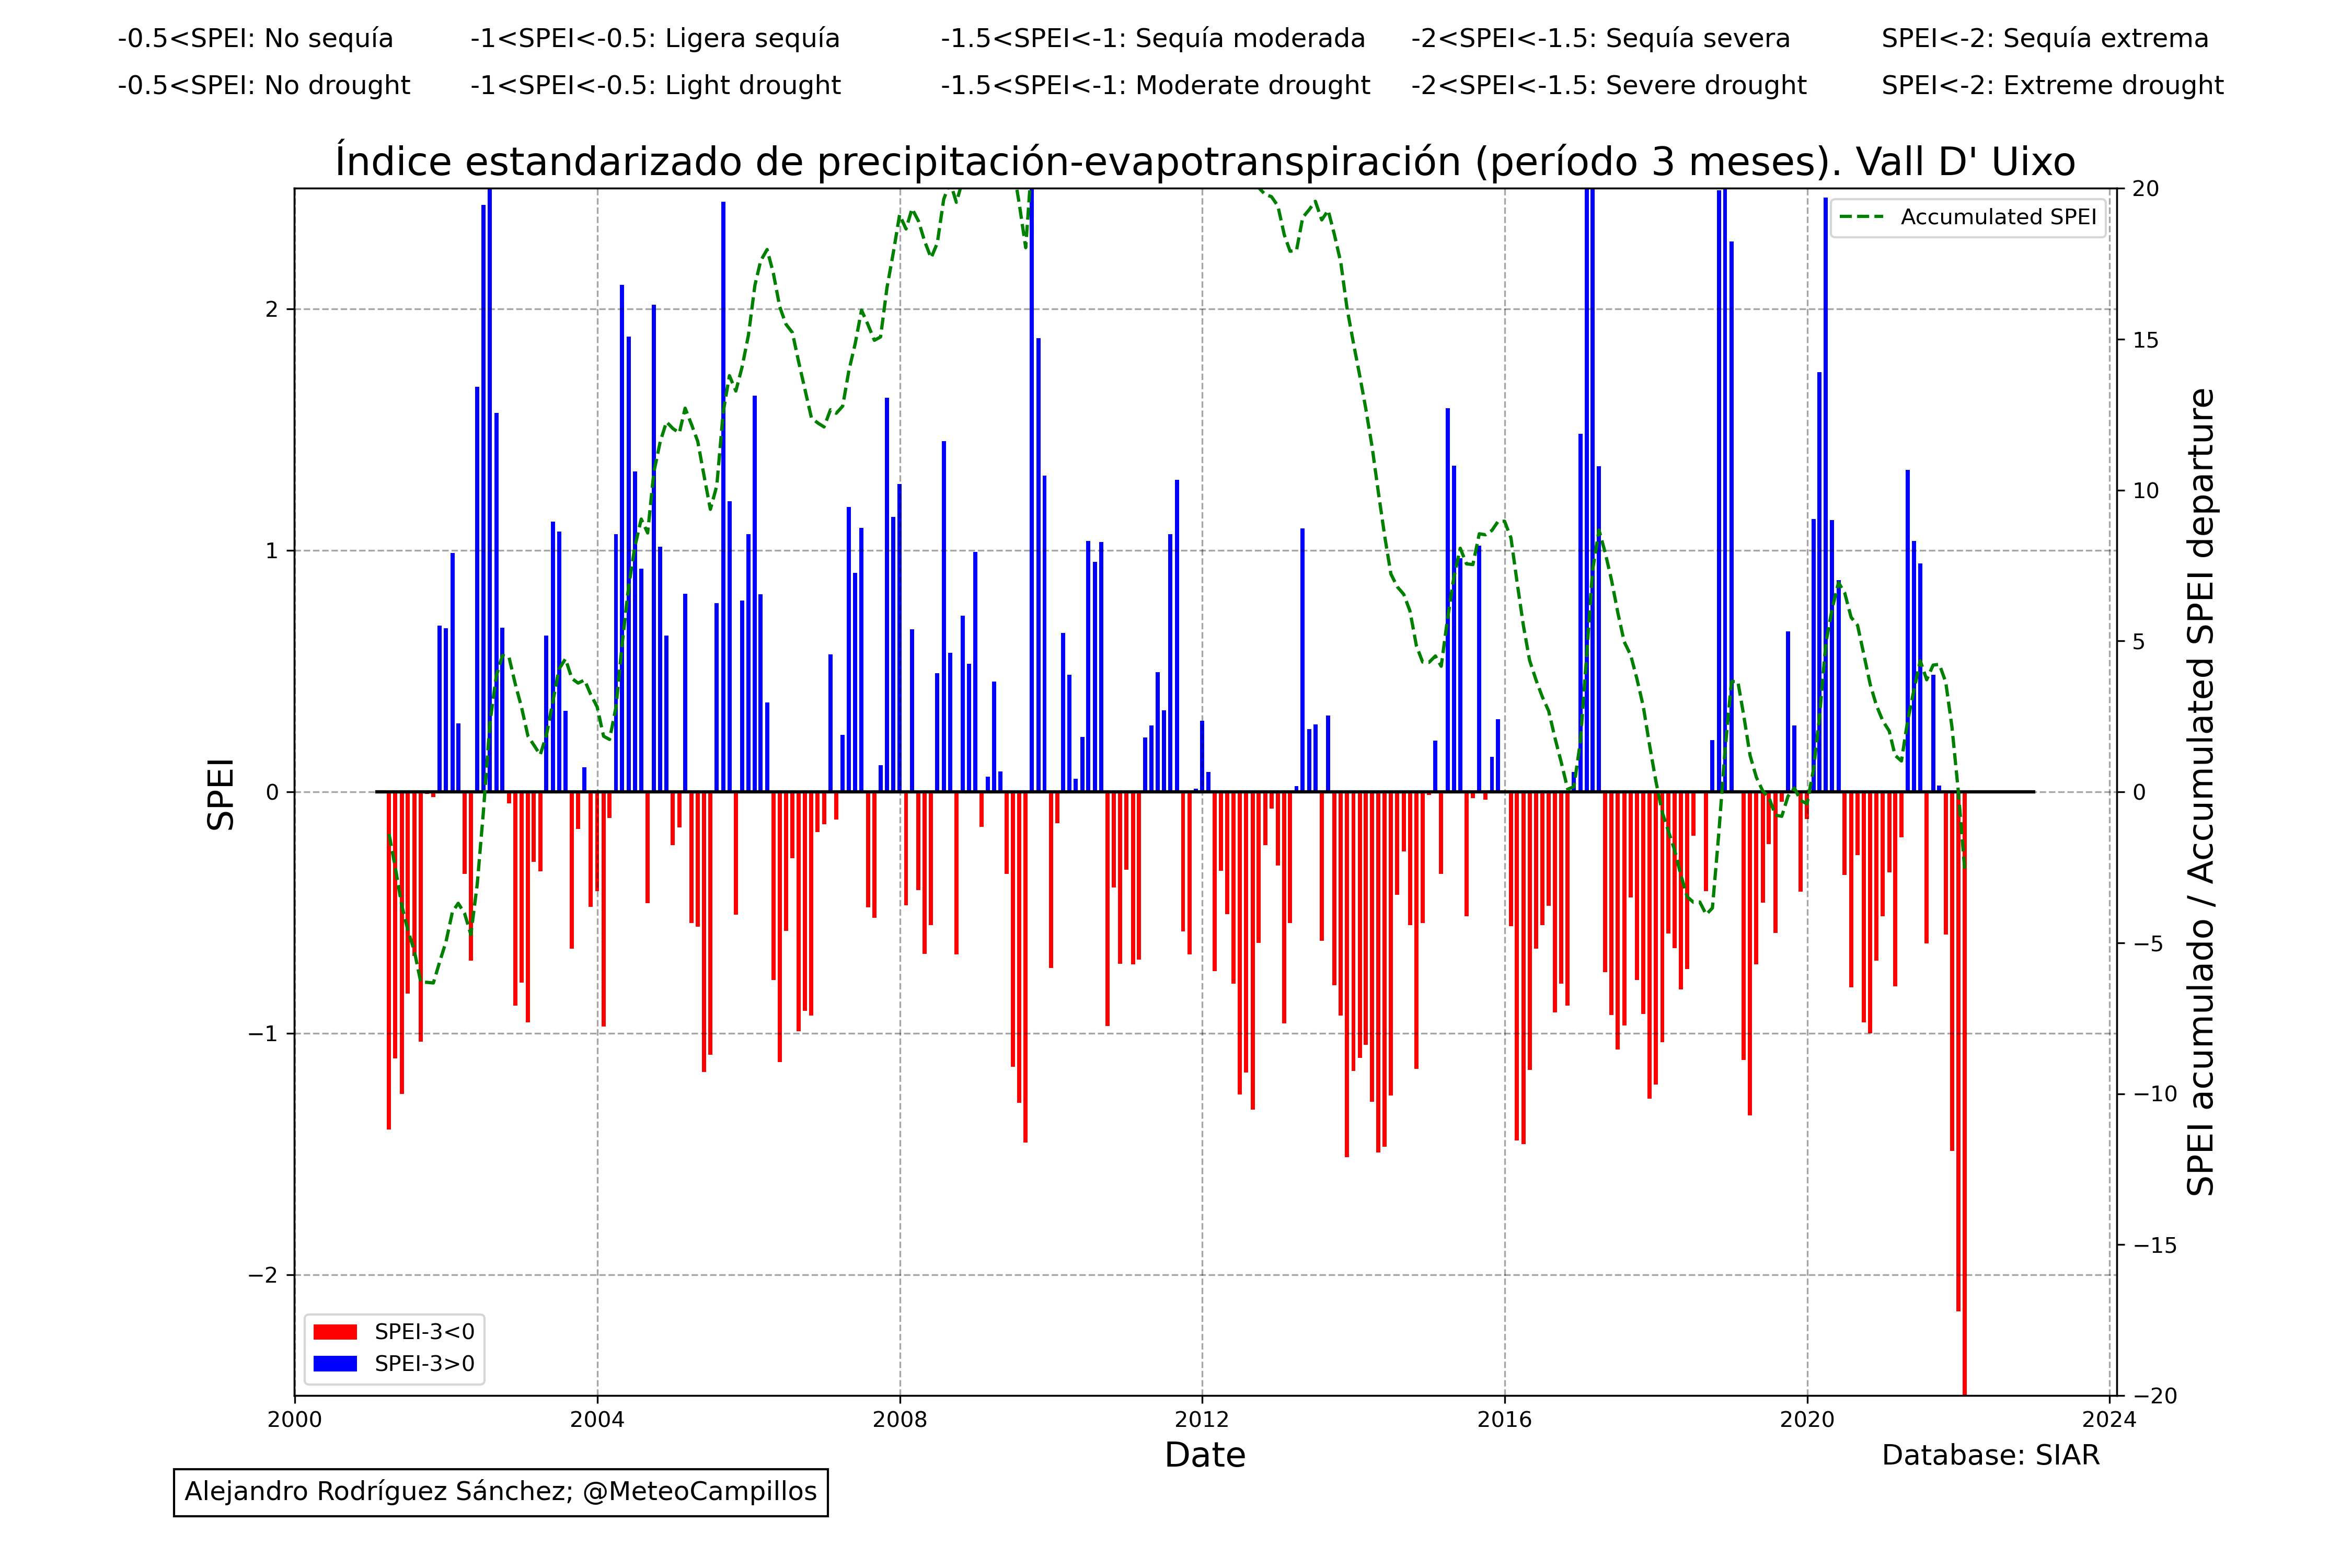 -0.5<SPEI: No sequía -1<SPEI<-0.5: Ligera sequía -1.5<SPEI<-1: Sequía moderada -2<SPEI<-1.5: Sequía severa SPEI<-2: Sequía extrema
-0.5<SPEI: No drought -1<SPEI<-0.5: Light drought -1.5<SPEI<-1: Moderate drought -2<SPEI<-1.5: Severe drought SPEI<-2: Extreme drought
Índice estandarizado de precipitación-evapotranspiración (período 3 meses). Vall D' Uixo
Accumulated SPEI
SPEI
2
1
0
−1
−2
20
15
10
5
0
−5
−10
−15
−20
SPEI acumulado / Accumulated SPEI departure
SPEI-3<0
SPEI-3>0
2000 2004 2008 2012 2016 2020 2024
Date
Database: SIAR
Alejandro Rodríguez Sánchez; @MeteoCampillos